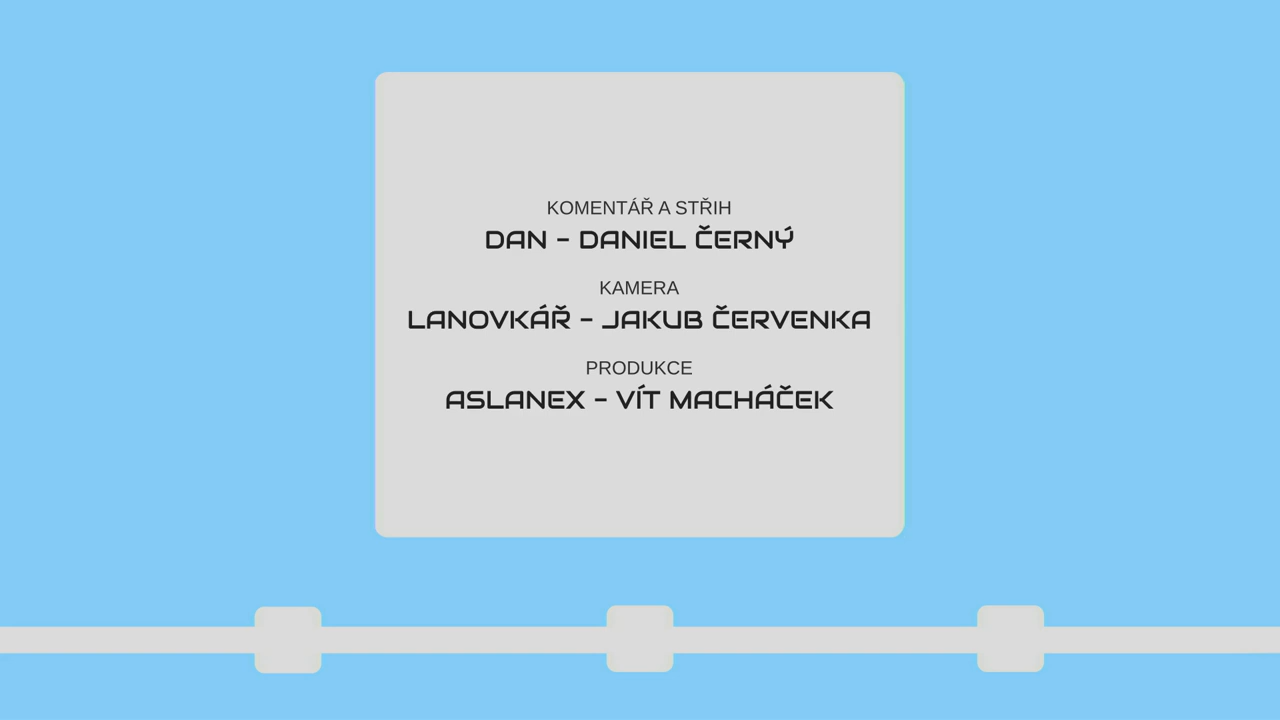 KOMENTÁŘ A STŘIH
DAN - DANIEL ČERNÝ
KAMERA
LANOVKÁŘ - JAKUB ČERVENKA
PRODUKCE
ASLANEX - VÍT MACHÁČEK